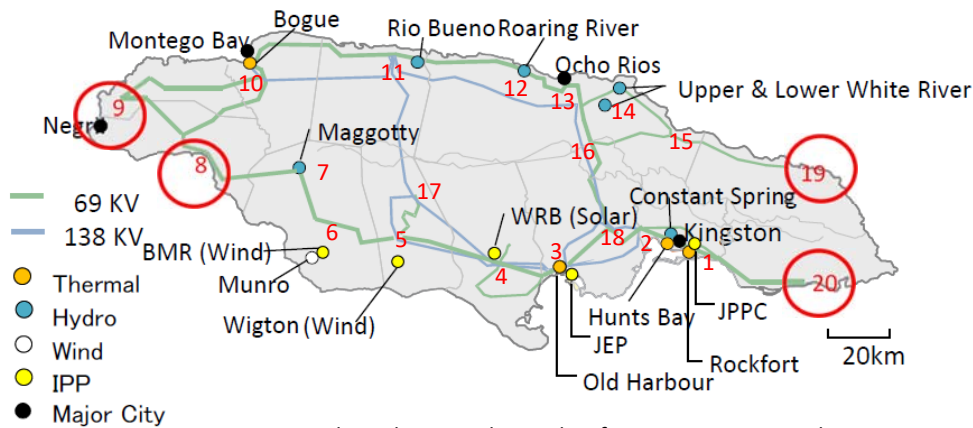 Bogue
Montego Bay
Rio Bueno
Roaring River
Ocho Rios
Upper & Lower White River
11
12
10
13
14
9
Negr
Maggotty
16
15
8
7
19
17
69 KV
138 KV
WRB (Solar)
Constant Spring
Kingston
6
5
18
2
BMR (Wind)
3
1
4
20
Munro
Thermal
Hydro
Wigton (Wind)
Hunts Bay
JPPC
JEP
Wind
Rockfort
20km
IPP
Old Harbour
Major City